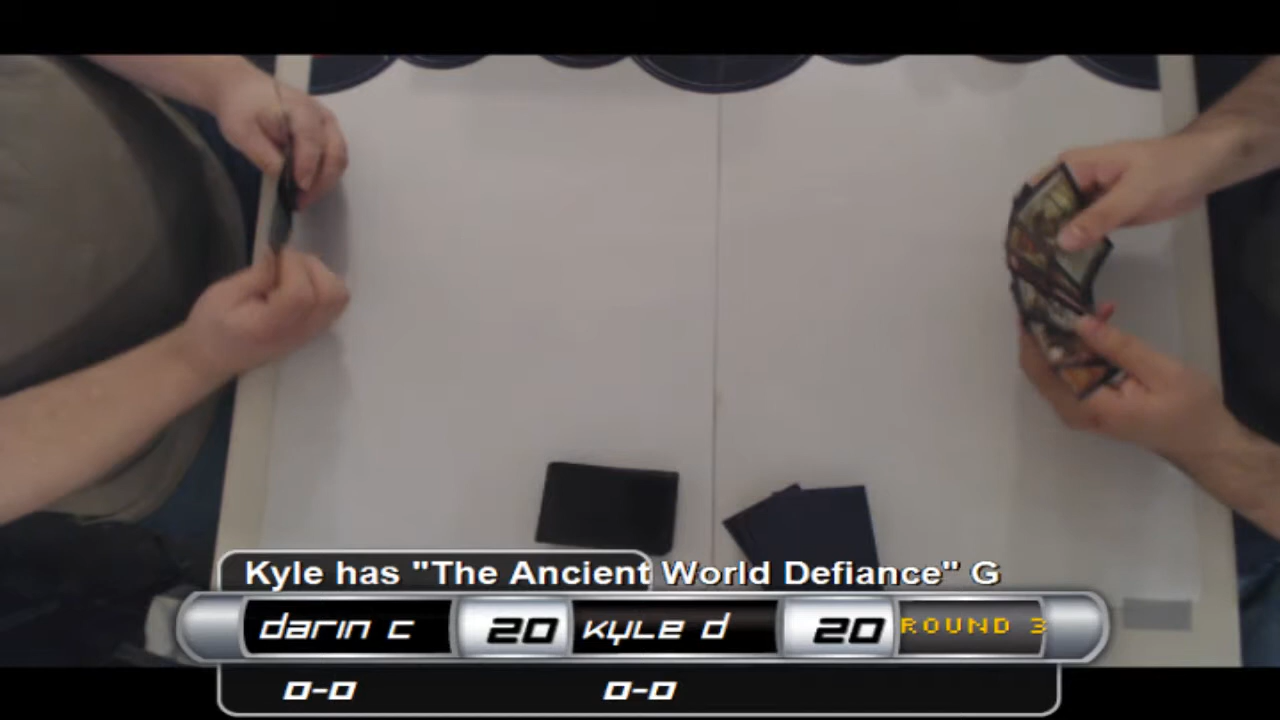 Kyle has "The Ancient World Defiance" G
darin c 20 kyle d 20 ROUND 3
0-0 0-0